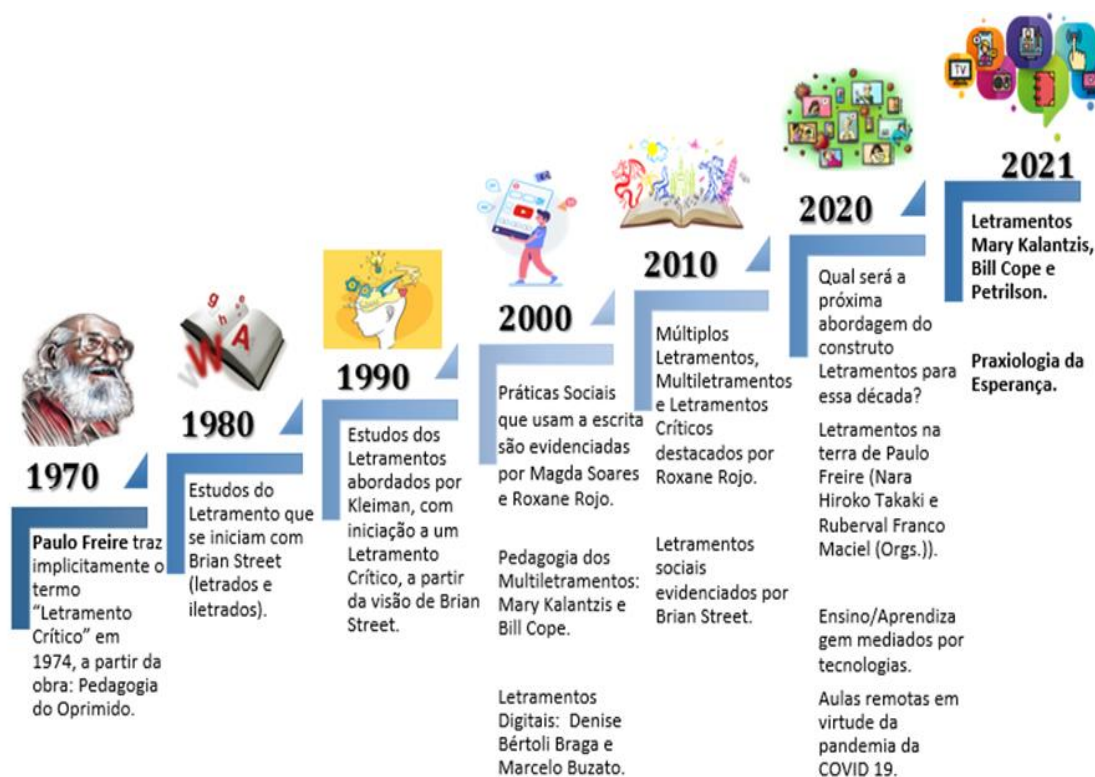 1970
Paulo Freire traz
implicitamente o
termo
“Letramento
Crítico” em
1974, a partir da
obra: Pedagogia
do Oprimido.
g
h
e
W
A
1980
Estudos do
Letramento que
se iniciam com
Brian Street
(letrados e
iletrados).
1990
Estudos dos
Letramentos
abordados por
Kleiman, com
iniciação a um
Letramento
Crítico, a partir
da visão de Brian
Street.
2000
Práticas Sociais
que usam a escrita
são evidenciadas
por Magda Soares
e Roxane Rojo.
Pedagogia dos
Multiletramentos:
Mary Kalantzis e
Bill Cope.
Letramentos
Digitais: Denise
Bértoli Braga e
Marcelo Buzato.
2010
Múltiplos
Letramentos,
Multiletramentos
e Letramentos
Críticos
destacados por
Roxane Rojo.
Letramentos
sociais
evidenciados por
Brian Street.
2020
Qual será a
próxima
abordagem do
construto
Letramentos para
essa década?
Letramentos na
terra de Paulo
Freire (Nara
Hiroko Takaki e
Ruberval Franco
Maciel (Orgs.)).
Ensino/Aprendiza
gem mediados por
tecnologias.
Aulas remotas em
virtude da
pandemia da
COVID 19.
TV
2021
Letramentos
Mary Kalantzis,
Bill Cope e
Petrilson.
Praxiologia da
Esperança.